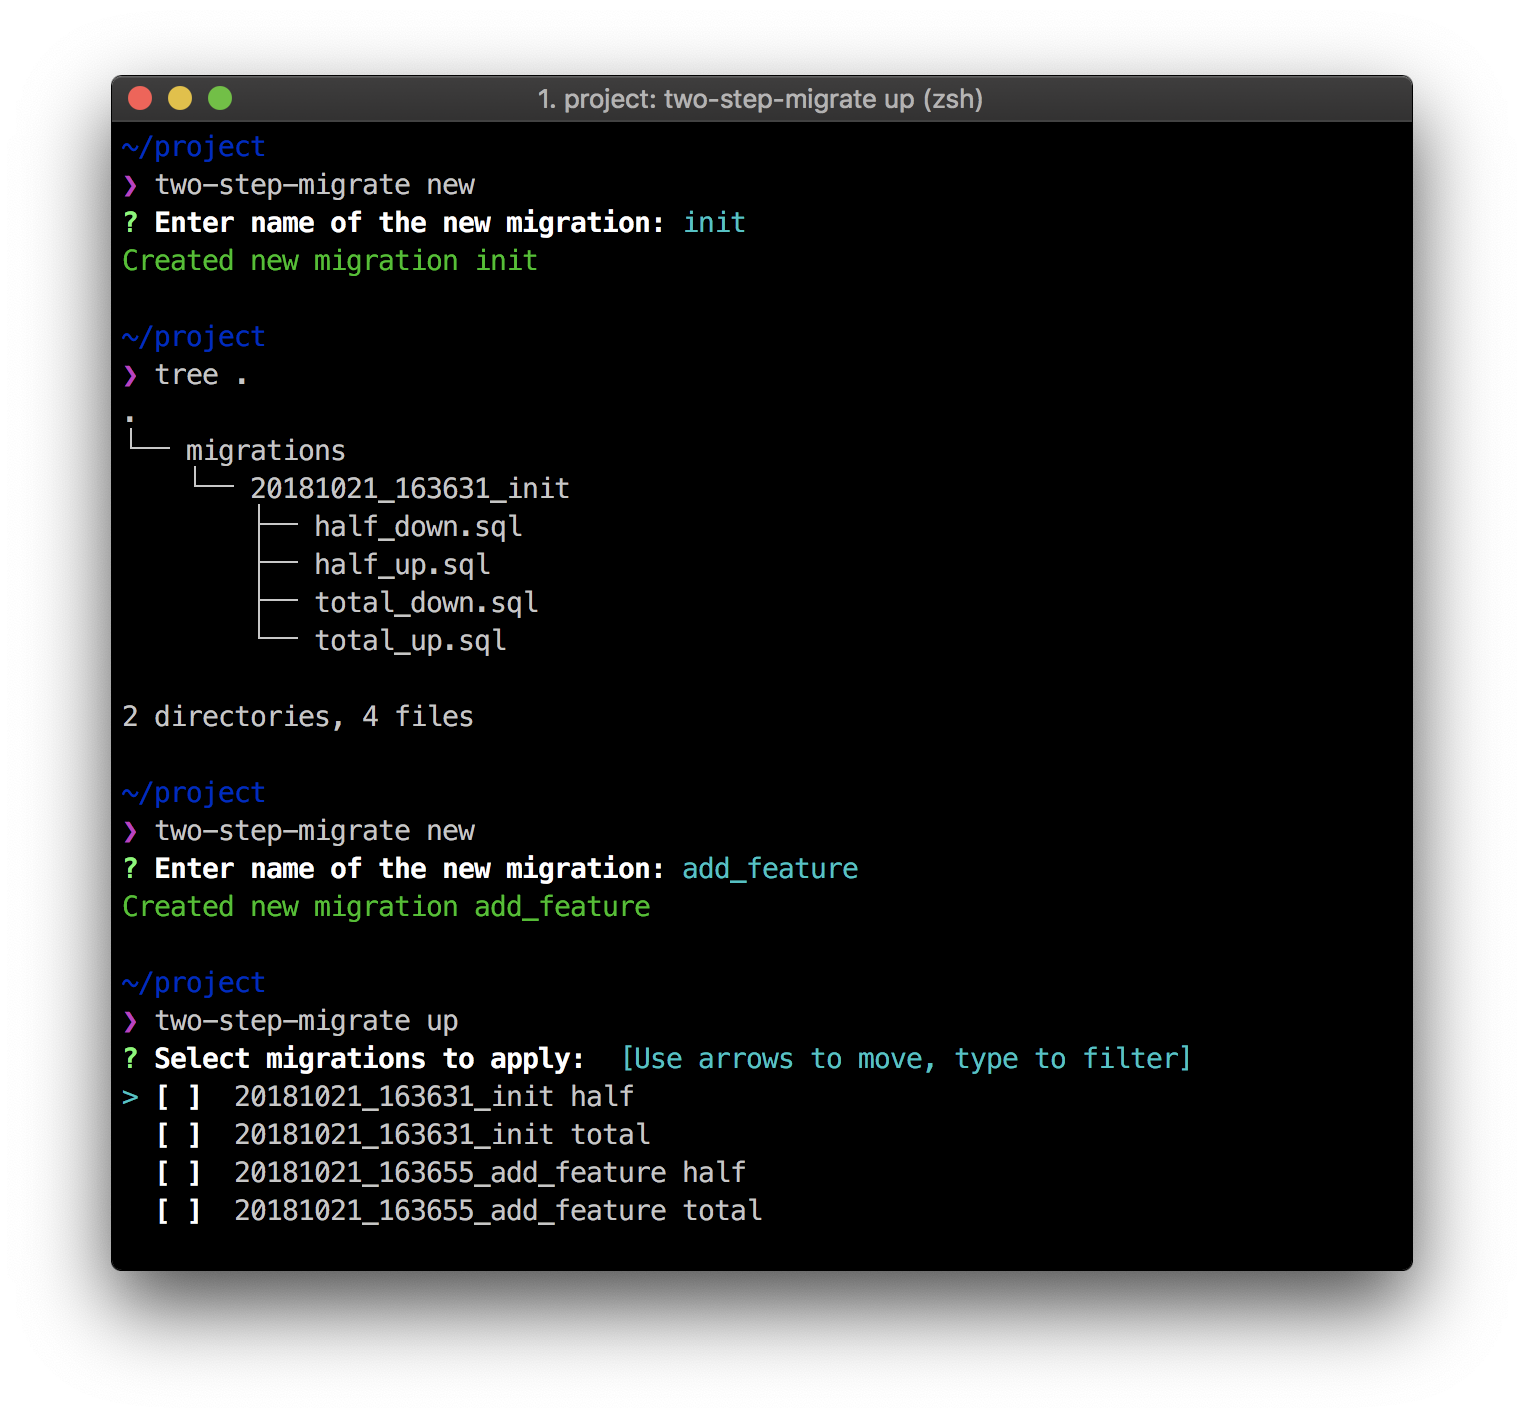 1. project: two-step-migrate up (zsh)
~/project
❯ two-step-migrate new
? Enter name of the new migration: init
Created new migration init
~/project
❯ tree .
.
└── migrations
    └── 20181021_163631_init
        ├── half_down.sql
        ├── half_up.sql
        ├── total_down.sql
        └── total_up.sql
2 directories, 4 files
~/project
❯ two-step-migrate new
? Enter name of the new migration: add_feature
Created new migration add_feature
~/project
❯ two-step-migrate up
? Select migrations to apply:  [Use arrows to move, type to filter]
> [ ]  20181021_163631_init half
  [ ]  20181021_163631_init total
  [ ]  20181021_163655_add_feature half
  [ ]  20181021_163655_add_feature total